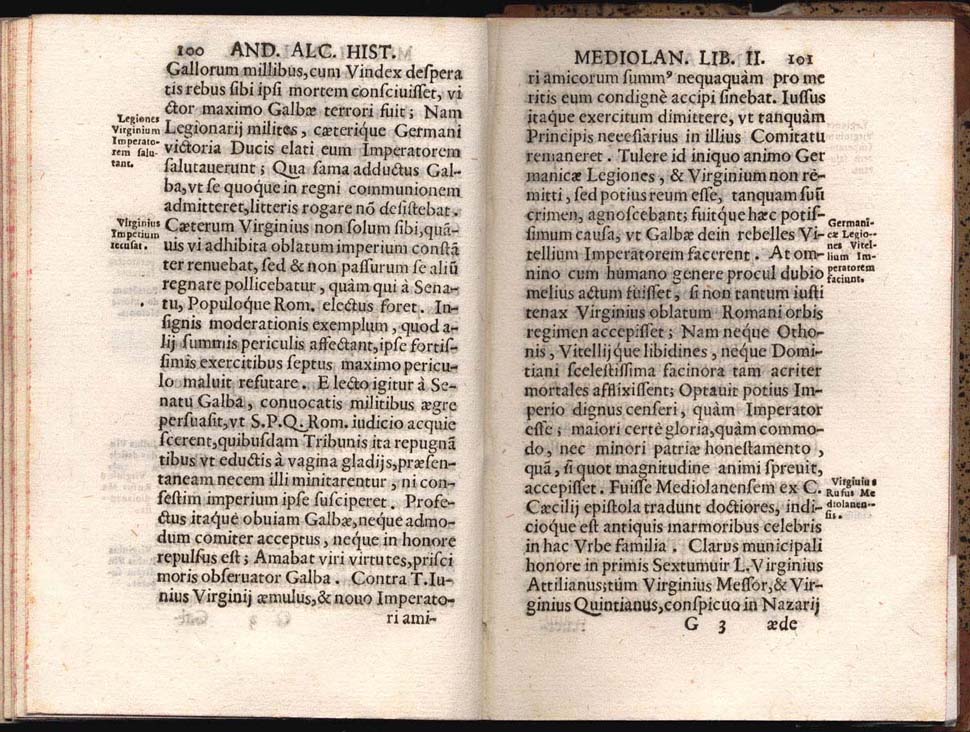 100 AND. ALC. HIST.
Gallorum millibus, cum Vindex despera
tis rebus sibi ipsi mortem consciuisset, vi
ctor maximo Galbæ terrori fuit; Nam
Legiones
Virginium
Imperato-
rem salu-
tant.
Legionarij milites, cæterique Germani
victoria Ducis elati eum Imperatorem
salutauerunt; Qua fama adductus Gal-
ba, vt se quoque in regni communionem
admitteret, litteris rogare nō desistebat.
Virginius
Imperium
recusat.
Cæterum Virginius non solum sibi, quā-
uis vi adhibita oblatum imperium constā
ter renuebat, sed & non passurum se aliū
regnare pollicebatur, quàm qui à Sena-
tu, Populoque Rom. electus foret. In-
signis moderationis exemplum, quod a-
lij summis periculis affectant, ipse fortis-
simis exercitibus septus maximo pericu-
lo maluit refutare. Electo igitur à Se-
natu Galba, conuocatis militibus ægre
persuasit, vt S.P.Q. Rom. iudicio acquie
scerent, quibusdam Tribunis ita repugnā
tibus vt eductis à vagina gladijs, præsen-
taneam necem illi minitarentur, ni con-
festim imperium ipse susciperet. Profe-
ctus itaque obuiam Galbæ, neque admo-
dum comiter acceptus, neque in honore
repulsus est; Amabat viri virtutes, prisci
moris obseruator Galba. Contra T. Iu-
nius Virginij æmulus, & nouo Imperato-
ri ami-
MEDIOLAN. LIB. II. 101
ri amicorum summꝰ nequaquàm pro me
ritis eum condignè accipi sinebat. Iussus
itaque exercitum dimittere, vt tanquàm
Principis necesiarius in illius Comitatu
remaneret. Tulere id iniquo animo Ger
manicæ Legiones, & Virginium non rē-
mitti, sed potius reum esse, tanquam suū
crimen, agnoscebant; fuitque hæc potis-
simum causa, vt Galbæ dein rebelles Vi-
tellium Imperatorem facerent. At om-
nino cum humano genere procul dubio
Germani-
cæ Legio-
nes Vitel-
lium Im-
peratorem
faciunt.
melius actum fuisset, si non tantum iusti
tenax Virginius oblatum Romani orbis
regimen accepisset; Nam neque Otho-
nis, Vitellijque libidines, neque Domi-
tiani scelestissima facinora tam acriter
mortales afflixissent; Optauit potius Im-
perio dignus censeri, quàm Imperator
esse; maiori certè gloria, quàm commo-
do, nec minori patriæ honestamento,
quā, si quot magnitudine animi spreuit,
accepisset. Fuisse Mediolanensem ex C.
Virginius
Rufus Me
diolanen-
sis.
Cæcilij epistola tradunt doctiores, indi-
cioque est antiquis marmoribus celebris
in hac Vrbe familia. Clarus municipali
honore in primis Sextumuir L. Virginius
Attilianus; tùm Virginius Messor, & Vir-
ginius Quintianus, conspicuo in Nazarij
G 3 æde